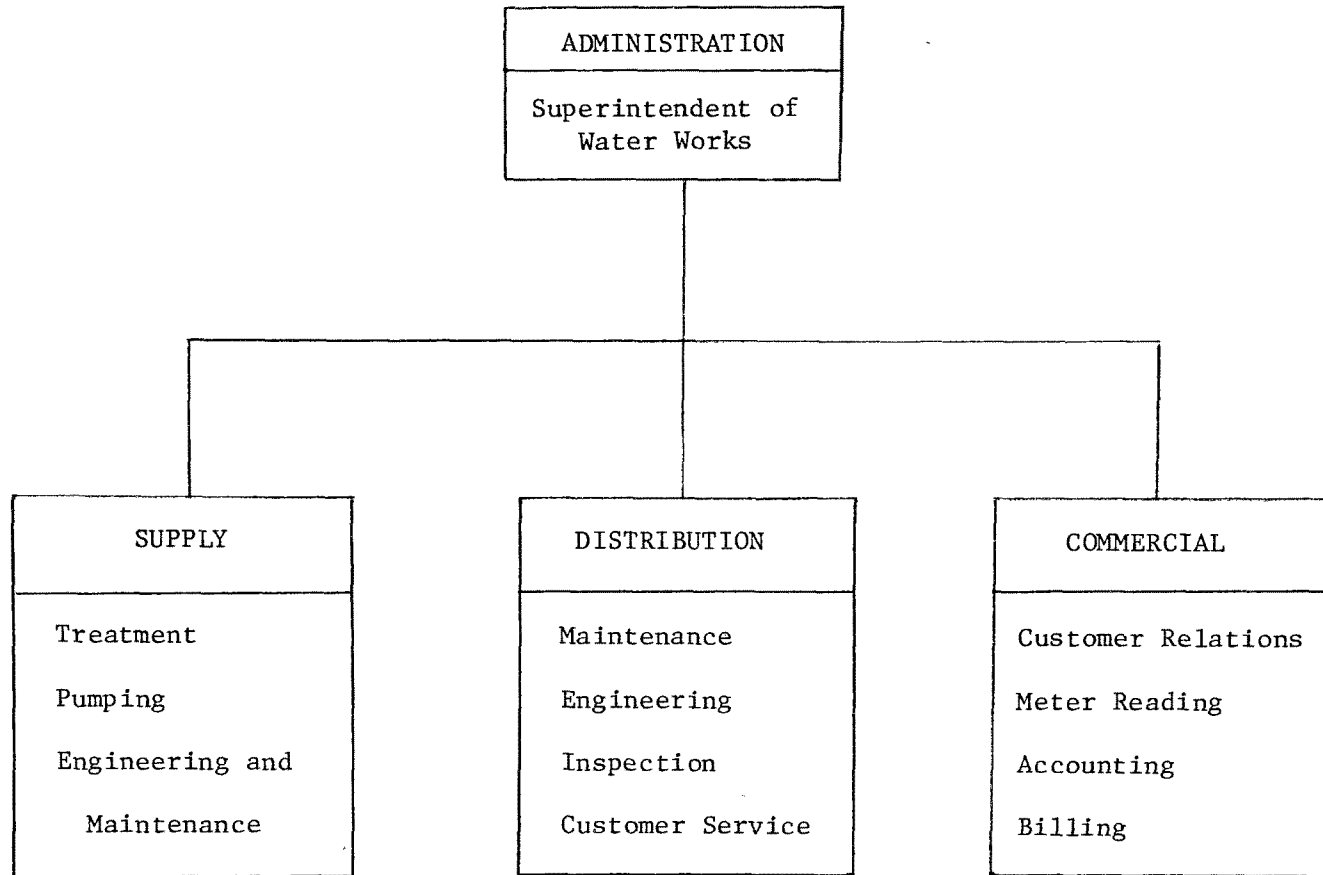 ADMINISTRATION
Superintendent of
Water Works
SUPPLY
Treatment
Pumping
Engineering and
Maintenance
DISTRIBUTION
Maintenance
Engineering
Inspection
Customer Service
COMMERCIAL
Customer Relations
Meter Reading
Accounting
Billing